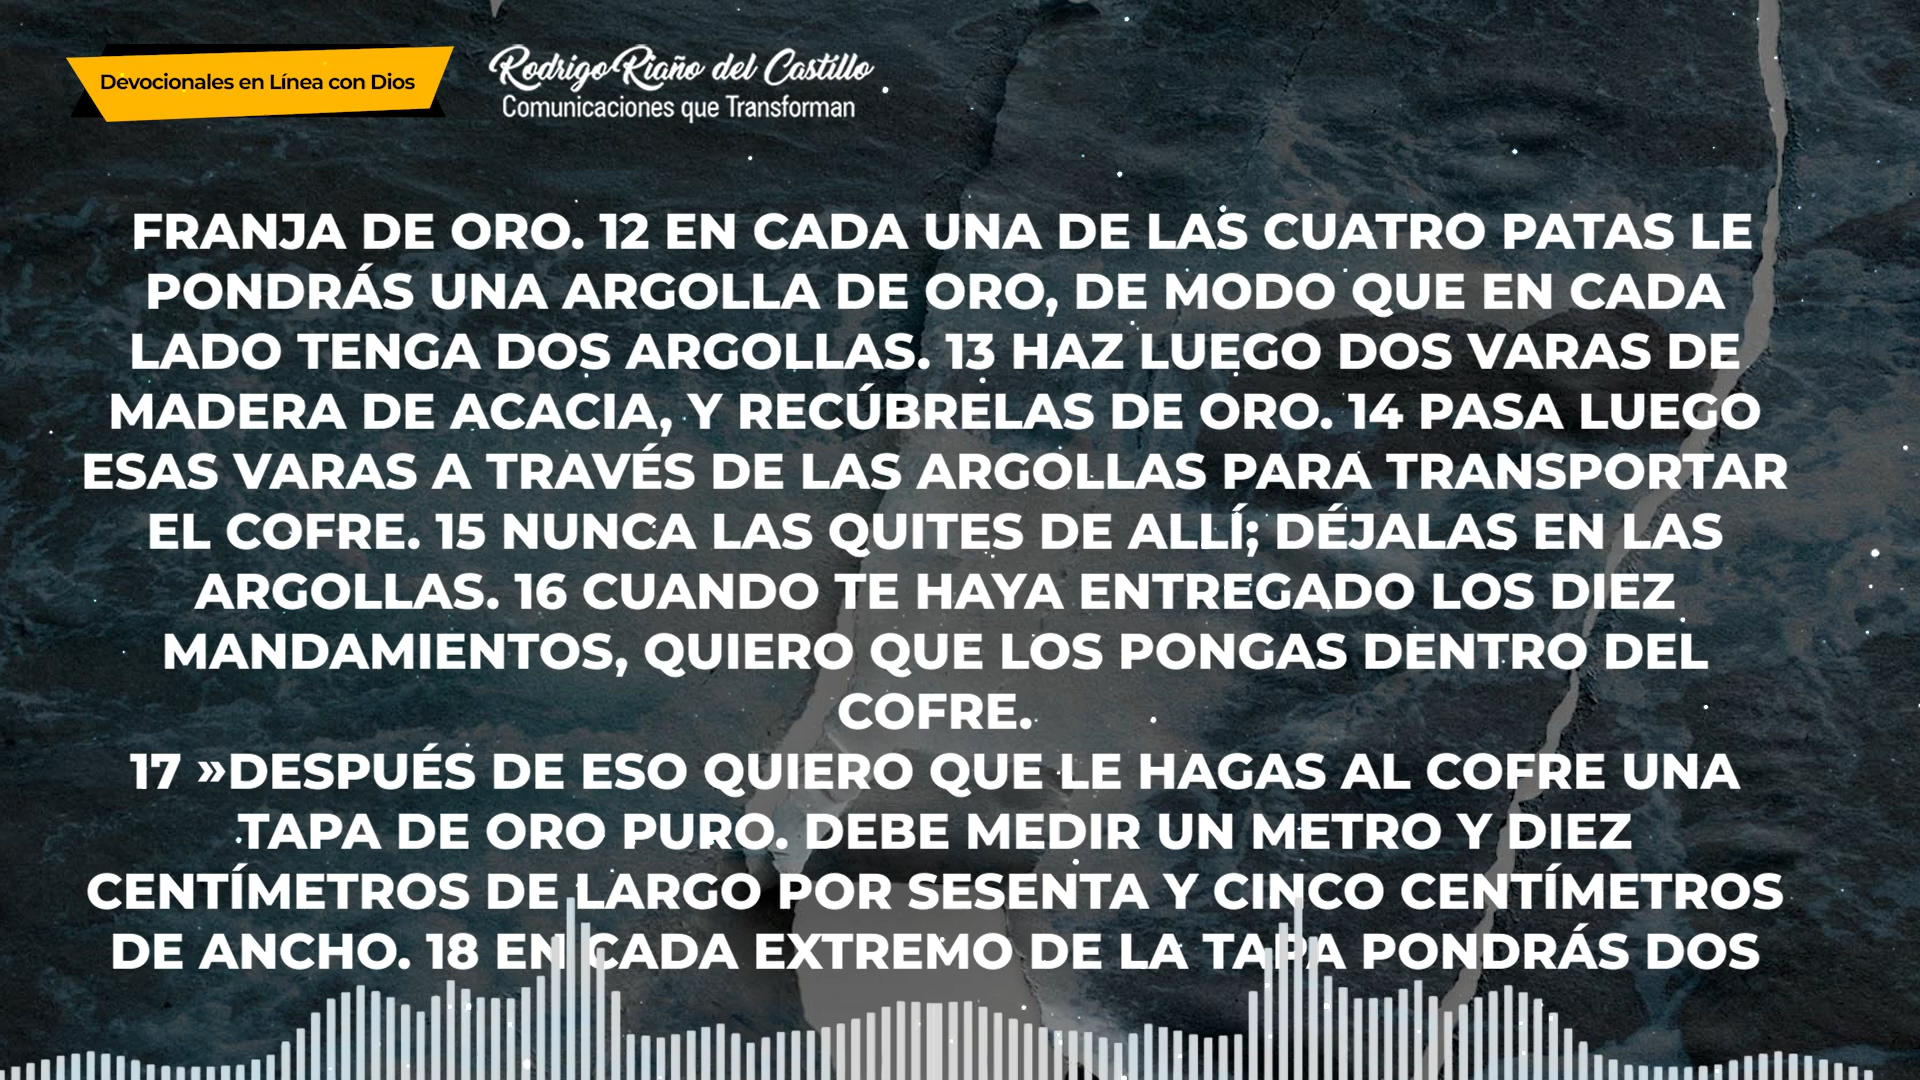 Devocionales en Línea con Dios
Rodrigo Riaño del Castillo
Comunicaciones que Transforman
FRANJA DE ORO. 12 EN CADA UNA DE LAS CUATRO PATAS LE
PONDRÁS UNA ARGOLLA DE ORO, DE MODO QUE EN CADA
LADO TENGA DOS ARGOLLAS. 13 HAZ LUEGO DOS VARAS DE
MADERA DE ACACIA, Y RECÚBRELAS DE ORO. 14 PASA LUEGO
ESAS VARAS A TRAVÉS DE LAS ARGOLLAS PARA TRANSPORTAR
EL COFRE. 15 NUNCA LAS QUITES DE ALLÍ; DÉJALAS EN LAS
ARGOLLAS. 16 CUANDO TE HAYA ENTREGADO LOS DIEZ
MANDAMIENTOS, QUIERO QUE LOS PONGAS DENTRO DEL
COFRE.
17 »DESPUÉS DE ESO QUIERO QUE LE HAGAS AL COFRE UNA
TAPA DE ORO PURO. DEBE MEDIR UN METRO Y DIEZ
CENTÍMETROS DE LARGO POR SESENTA Y CINCO CENTÍMETROS
DE ANCHO. 18 EN CADA EXTREMO DE LA TAPA PONDRÁS DOS